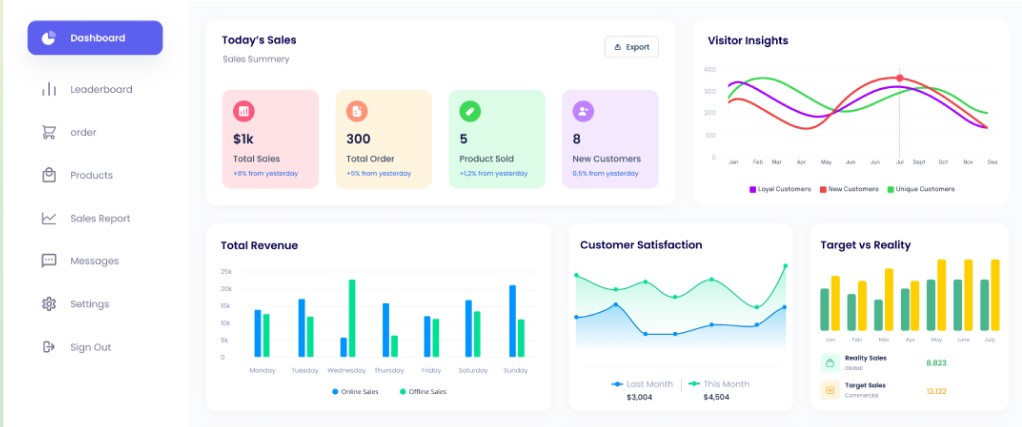 Dashboard
Leaderboard
order
Products
Sales Report
Messages
Settings
Sign Out
Today's Sales
Sales Summery
Export
$1k
Total Sales
+8% from yesterday
300
Total Order
+5% from yesterday
5
Product Sold
+1,2% from yesterday
8
New Customers
0,5% from yesterday
Visitor Insights
400
300
200
100
0
Jan Feb Mar Apr May Jun Jun Jul Sept Oct Nov Des
Loyal Customers New Customers Unique Customers
Total Revenue
25k
20k
15k
10k
5k
0
Monday Tuesday Wednesday Thursday Friday Saturday Sunday
Online Sales Offline Sales
Customer Satisfaction
Last Month This Month
$3,004 $4,504
Target vs Reality
Jan Feb Mar Apr May June July
Reality Sales
Global
8.823
Target Sales
Commercial
12.122